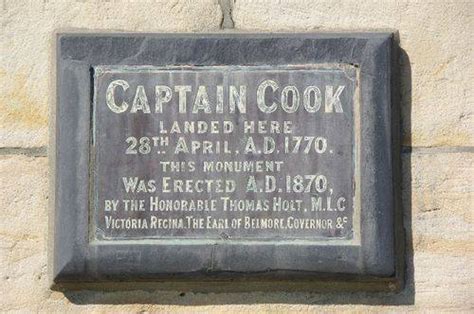 CAPTAIN COOK
LANDED HERE
28TH APRIL, A.D. 1770.
THIS MONUMENT
WAS ERECTED A.D. 1870,
BY THE HONORABLE THOMAS HOLT, M.L.C
VICTORIA REGINA. THE EARL OF BELMORE, GOVERNOR &c